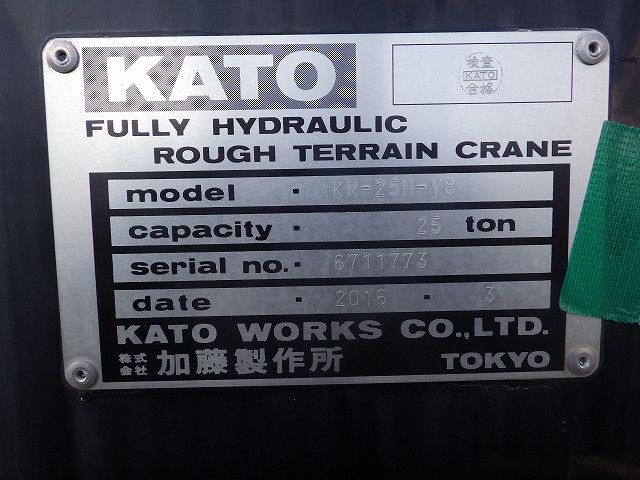 KATO
検査
KATO
合格
FULLY HYDRAULIC
ROUGH TERRAIN CRANE
model · KR-25H-V8
capacity · 25 ton
serial no. · 6711773
date · 2016 · 3
KATO WORKS CO.,LTD.
株式会社 加藤製作所 TOKYO